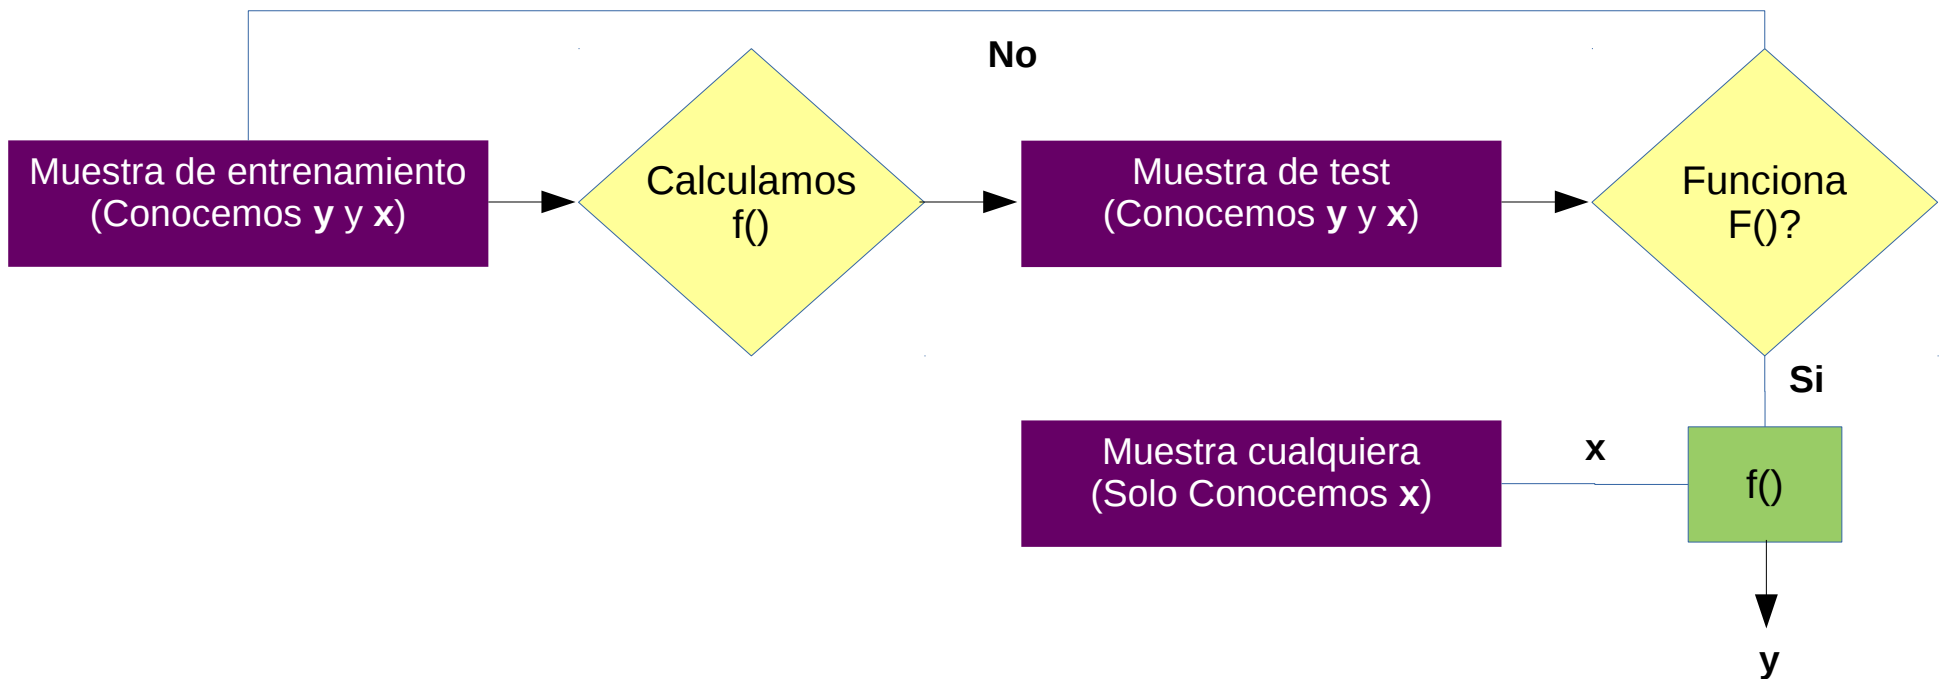 No
Muestra de entrenamiento
(Conocemos y y x)
Calculamos
f()
Muestra de test
(Conocemos y y x)
Funciona
F()?
Si
Muestra cualquiera
(Solo Conocemos x)
x
f()
y